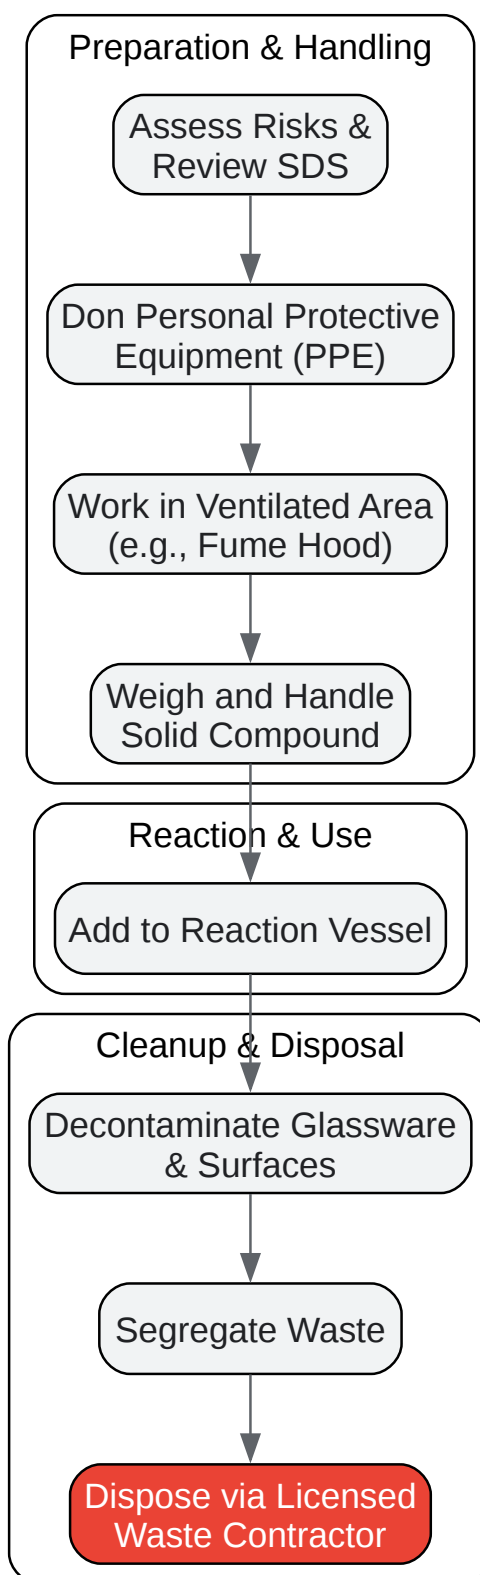 Preparation & Handling
Assess Risks &
Review SDS
Don Personal Protective
Equipment (PPE)
Work in Ventilated Area
(e.g., Fume Hood)
Weigh and Handle
Solid Compound
Reaction & Use
Add to Reaction Vessel
Cleanup & Disposal
Decontaminate Glassware
& Surfaces
Segregate Waste
Dispose via Licensed
Waste Contractor